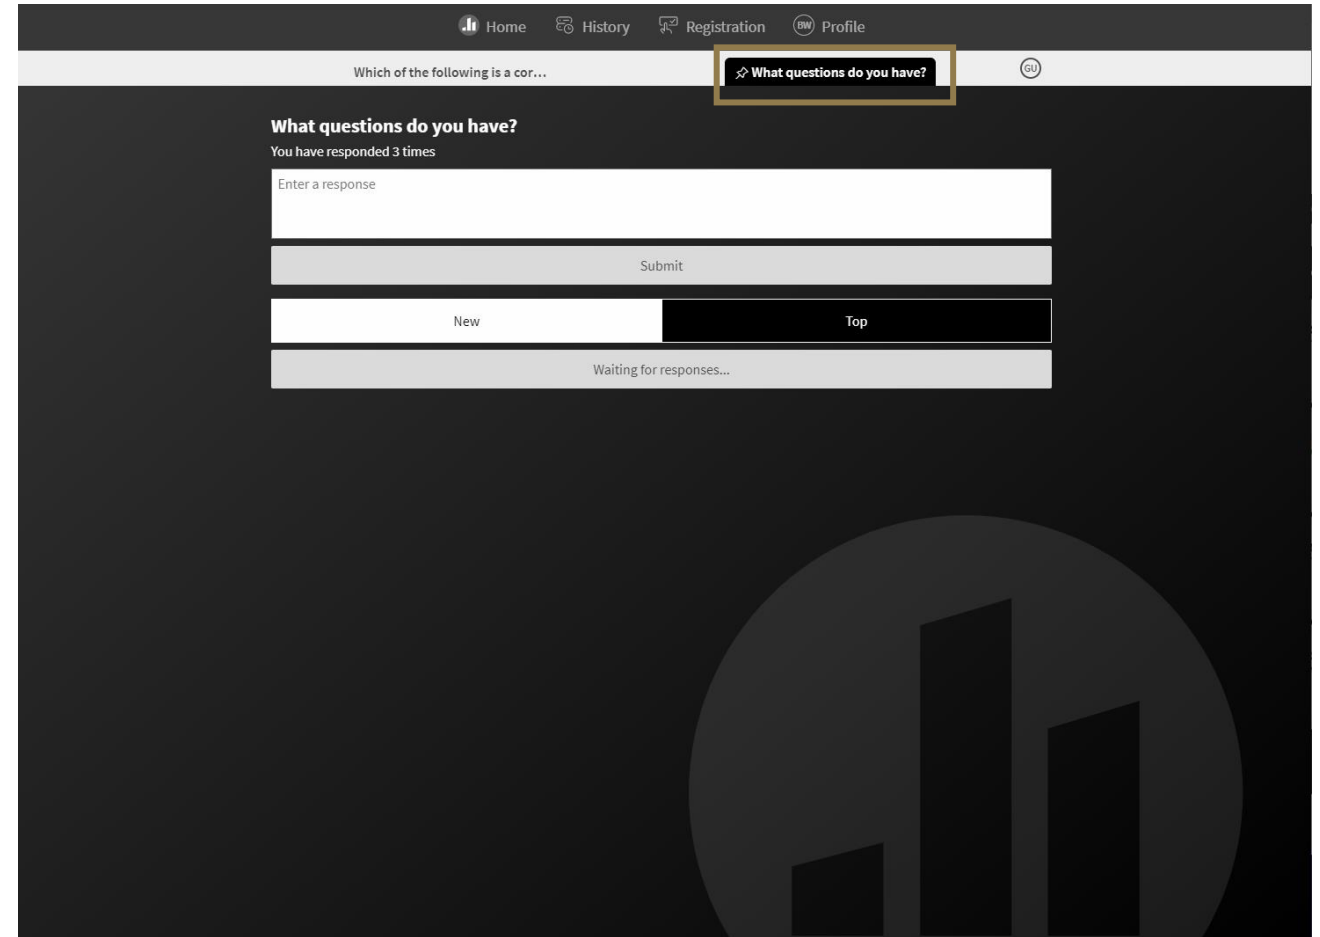 Home History Registration BW Profile
Which of the following is a cor... What questions do you have? GU
What questions do you have?
You have responded 3 times
Enter a response
Submit
New Top
Waiting for responses...